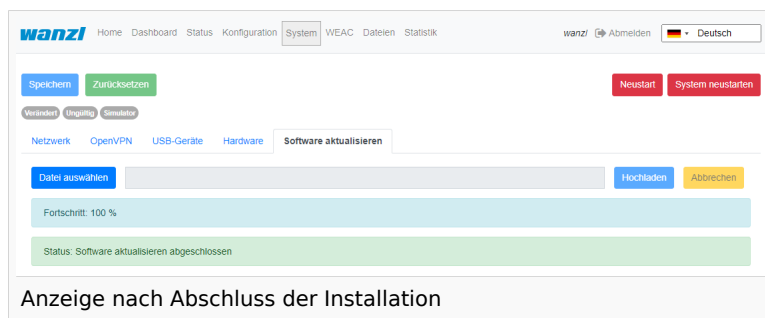 wanzl Home Dashboard Status Konfiguration System WEAC Dateien Statistik wanzl Abmelden Deutsch
Speichern Zurücksetzen Neustart System neustarten
Verändert Ungültig Simulator
Netzwerk OpenVPN USB-Geräte Hardware Software aktualisieren
Datei auswählen Hochladen Abbrechen
Fortschritt: 100 %
Status: Software aktualisieren abgeschlossen
Anzeige nach Abschluss der Installation